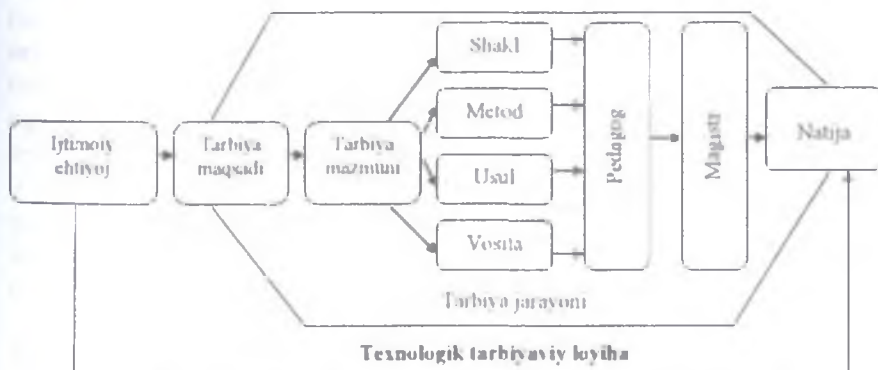 Ijtimoiy
ehtiyoj
Tarbiya
maqsadi
Tarbiya
mazmuni
Shakl
Metod
Usul
Vosita
Pedagog
Magistr
Natija
Tarbiya jarayoni
Texnologik tarbiyaviy loyiha